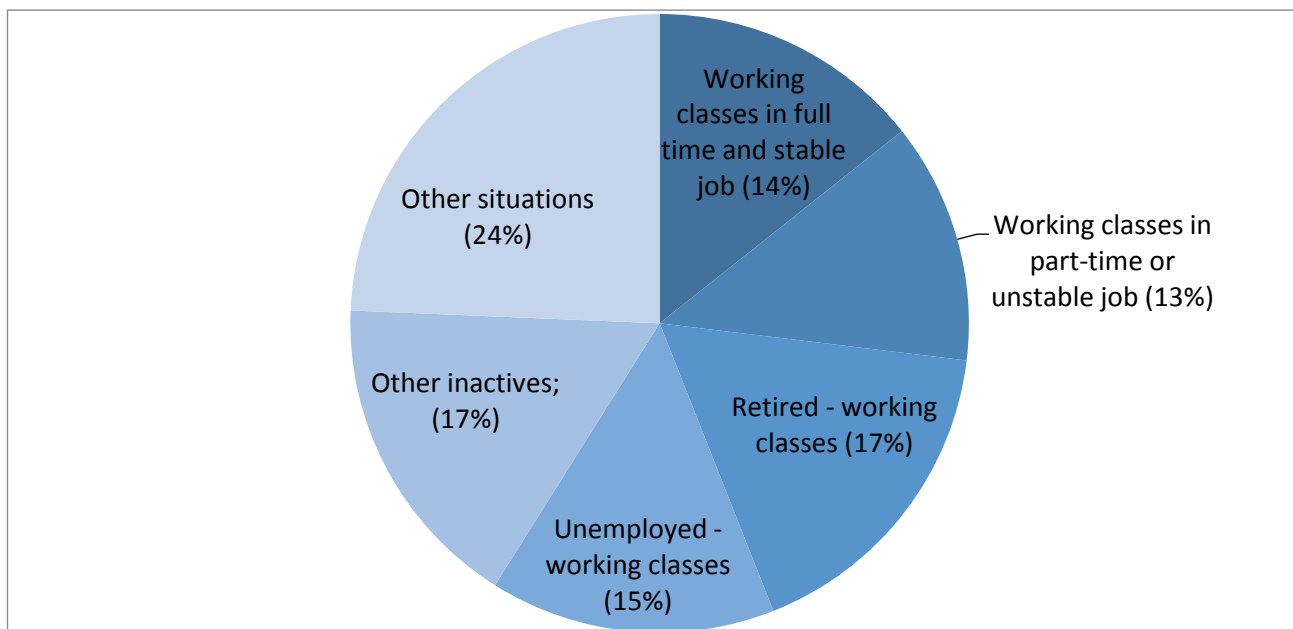 Working
classes in full
time and stable
job (14%)
Working classes in
part-time or
unstable job (13%)
Retired - working
classes (17%)
Unemployed -
working classes
(15%)
Other inactives;
(17%)
Other situations
(24%)